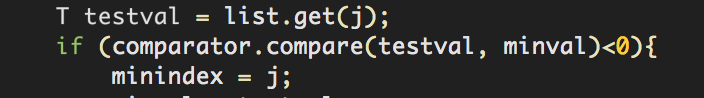 T testval = list.get(j);
if (comparator.compare(testval, minval)<0){
minindex = j;